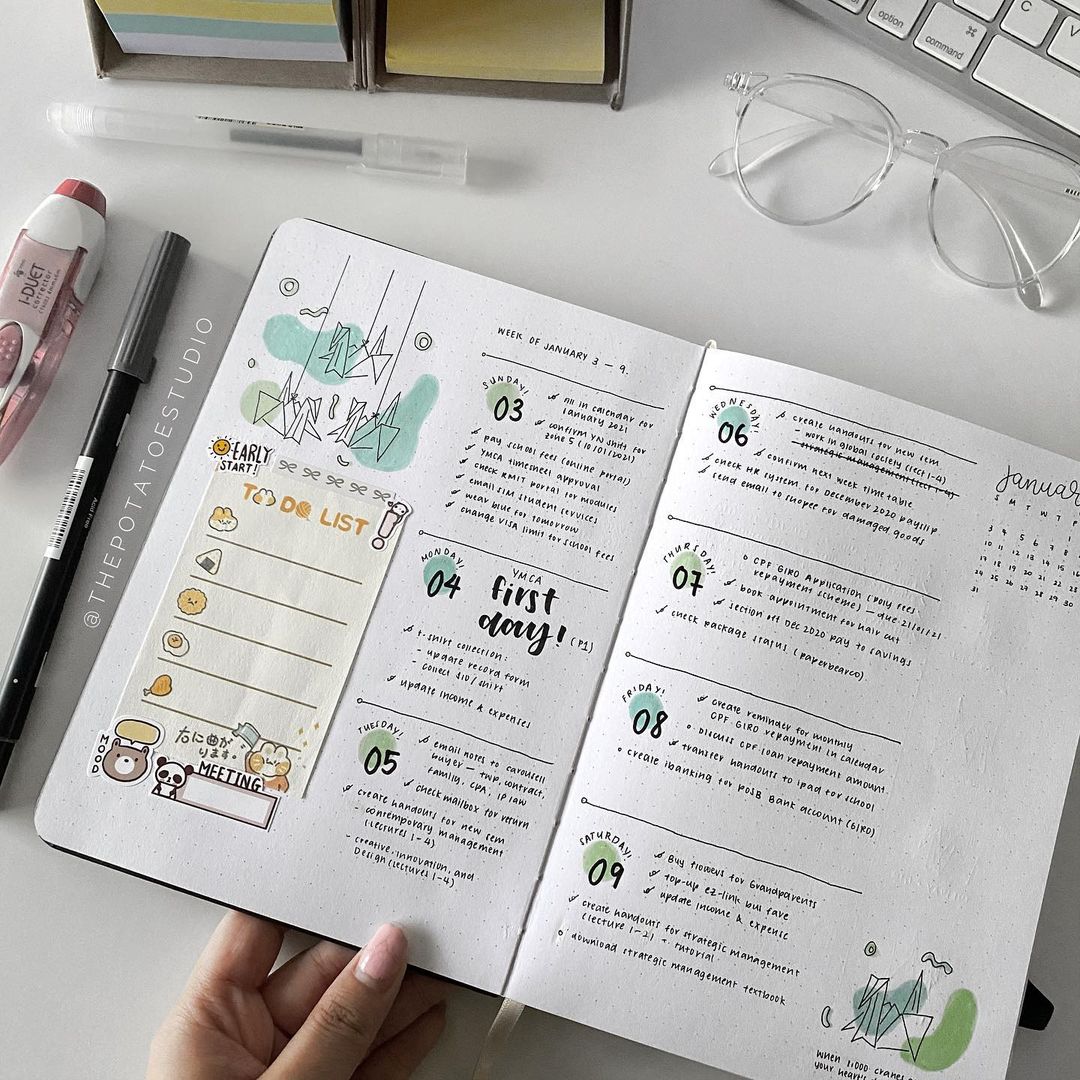 option
command
⌘
C
V
I-DUET
corrector
@THEPOTATOESTUDIO
EARLY
START!
TO DO LIST
MOOD
右に曲が
ります。
MEETING
WEEK OF JANUARY 3 — 9.
SUNDAY!
03
fill in calendar for
January 2021
confirm YN shift for
zone 5 (10/01/2021)
pay school fees (online portal)
YMCA timesheet approval
check RMIT Portal for modules
email SIM student services
wear blue for tomorrow
change VISA limit for school fees
MONDAY!
04
YMCA
first
day!
(P1)
t-shirt collection:
- update record form
- collect $10/shirt
update income & expenses
TUESDAY!
05
email notes to carousell
buyer — TWP, contract,
family, CPA, IP law
check mailbox for return
create handouts for new sem
- contemporary management
(lectures 1-4)
- creative, innovation, and
Design (lectures 1-4)
WEDNESDAY!
06
create handouts for new sem
- work in global society (lect 1-4)
- strategic management (lect 1-4)
confirm next week timetable
check HR system for December 2020 payslip
send email to shopee for damaged goods
THURSDAY!
07
CPF GIRO Application (poly fees
repayment scheme) — due 21/01/21
book appointment for hair cut
section off Dec 2020 pay to savings
check package status (paperbearco).
FRIDAY!
08
create reminder for monthly
CPF GIRO repayment in calendar
discuss CPF loan repayment amount
transfer handouts to ipad for school
create ibanking for POSB Bank account (GIRO)
SATURDAY!
09
Buy flowers for Grandparents
top-up ez-link bus fare
update income & expense
create handouts for strategic management
(lecture 1-2) + tutorial
download strategic management textbook
S M T W T F
3 4 5 6 7 8
10 11 12 13 14 15
17 18 19 20 21 22
24 25 26 27 28 29
31
when 1,000 cranes
your heart's